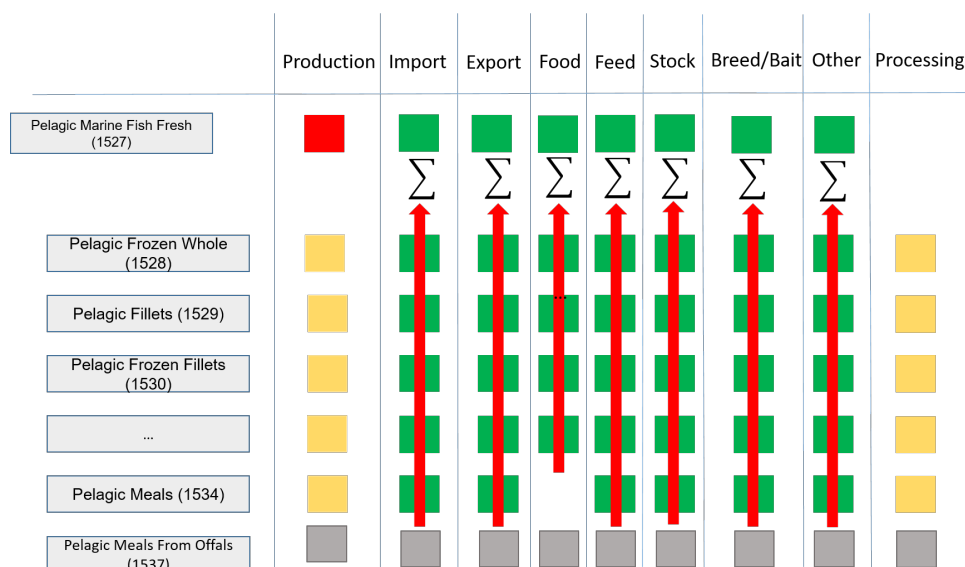 Production Import Export Food Feed Stock Breed/Bait Other Processing
Pelagic Marine Fish Fresh
(1527)
∑ ∑ ∑ ∑ ∑ ∑ ∑
Pelagic Frozen Whole
(1528)
...
Pelagic Fillets (1529)
Pelagic Frozen Fillets
(1530)
...
Pelagic Meals (1534)
Pelagic Meals From Offals
(1537)